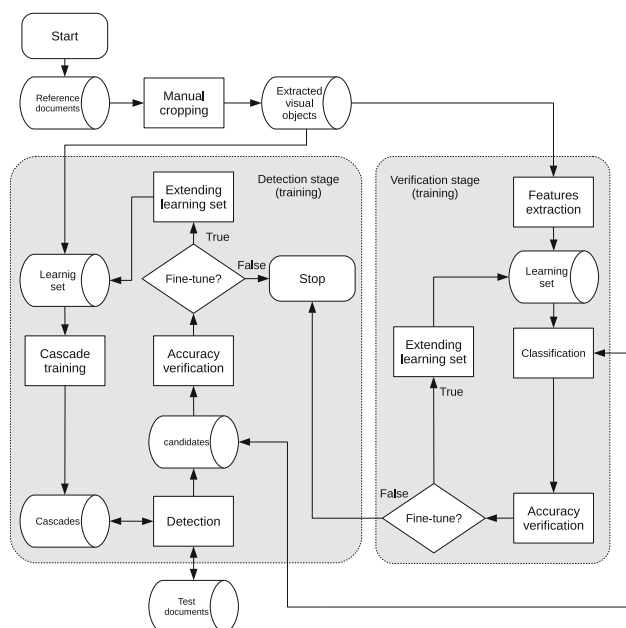 Start
Reference
documents
Manual
cropping
Extracted
visual
objects
Detection stage
(training)
Extending
learning set
True
Fine-tune?
False
Stop
Learnig
set
Cascade
training
Accuracy
verification
candidates
Cascades
Detection
Test
documents
Verification stage
(training)
Features
extraction
Learning
set
Extending
learning set
Classification
True
False
Fine-tune?
Accuracy
verification